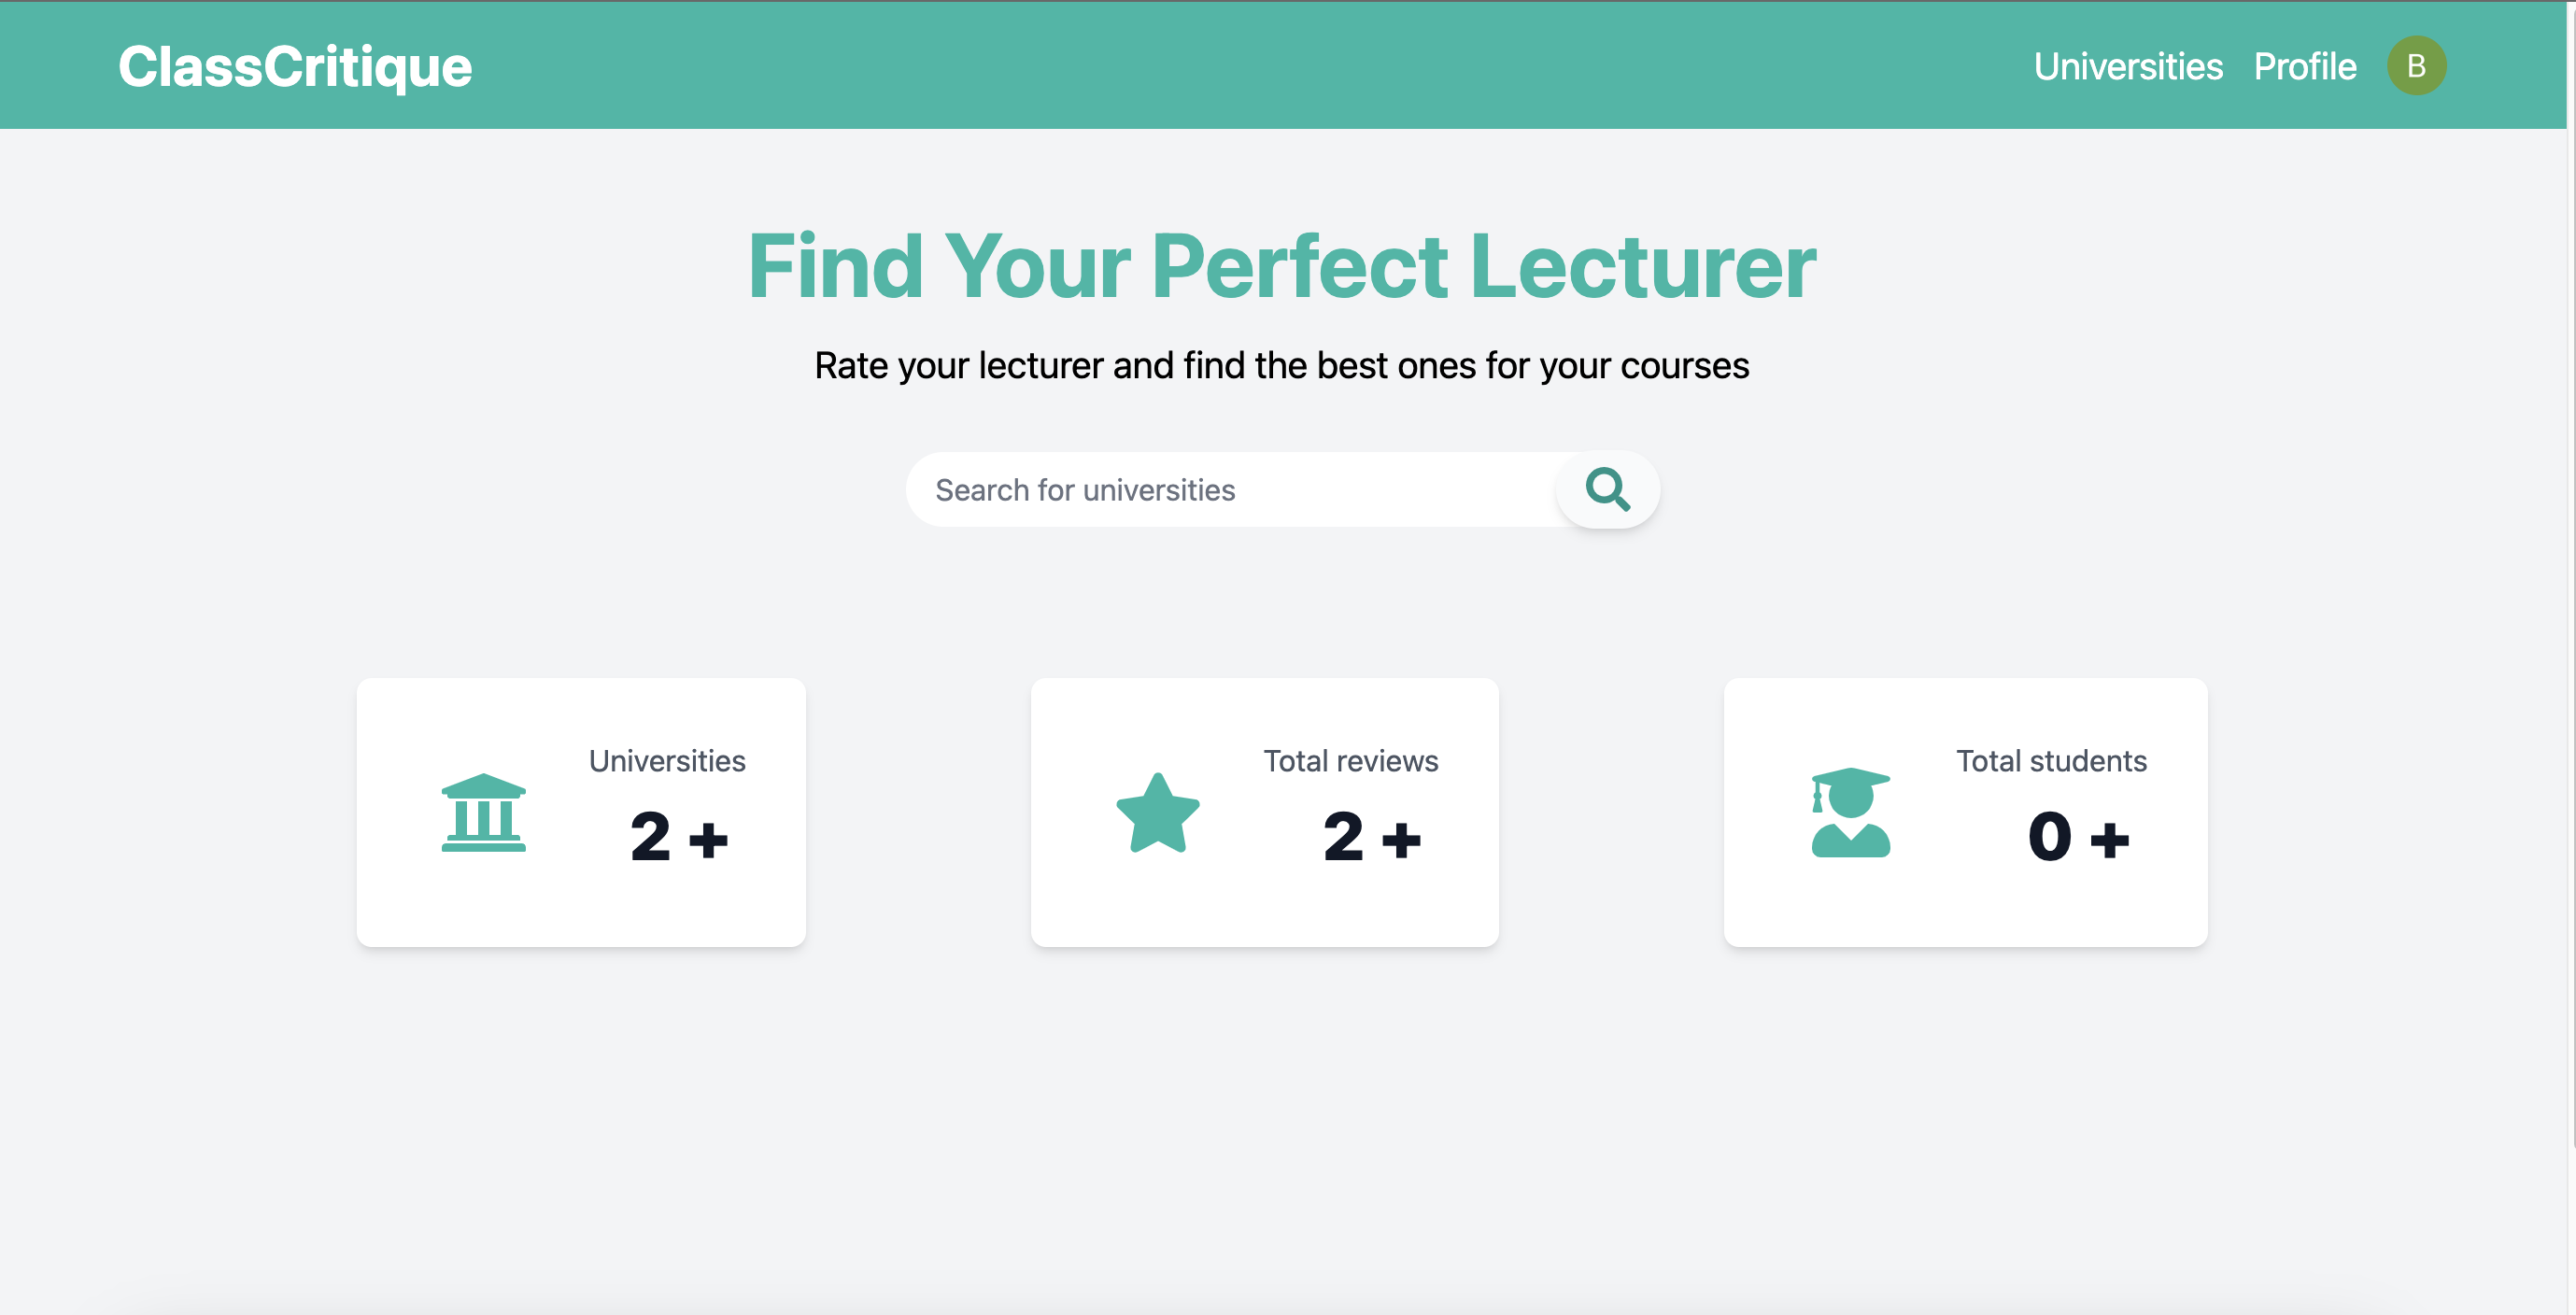 ClassCritique
Universities Profile B
Find Your Perfect Lecturer
Rate your lecturer and find the best ones for your courses
Search for universities
Universities
2 +
Total reviews
2 +
Total students
0 +